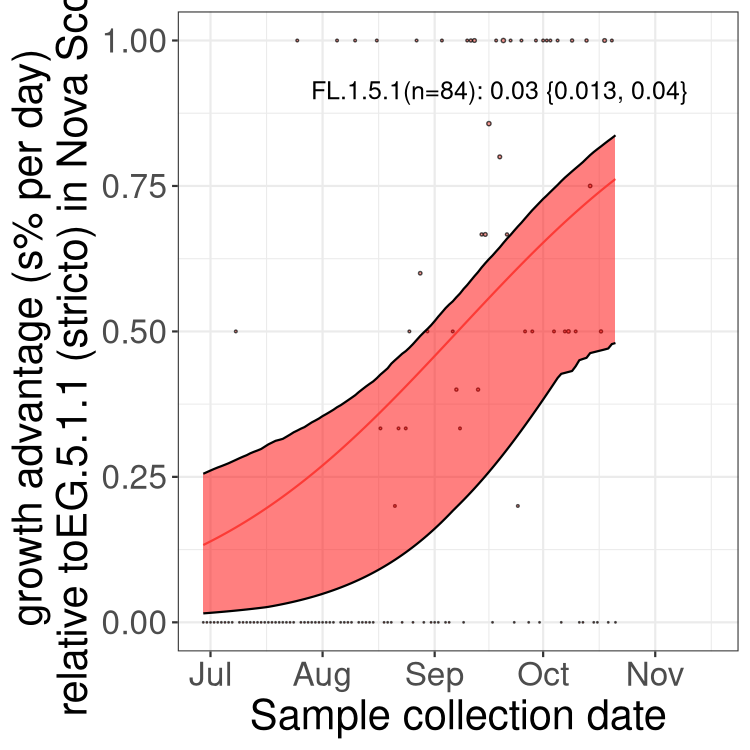 growth advantage (s% per day)
relative toEG.5.1.1 (stricto) in Nova Sco
1.00
0.75
0.50
0.25
0.00
FL.1.5.1(n=84): 0.03 {0.013, 0.04}
Jul Aug Sep Oct Nov
Sample collection date